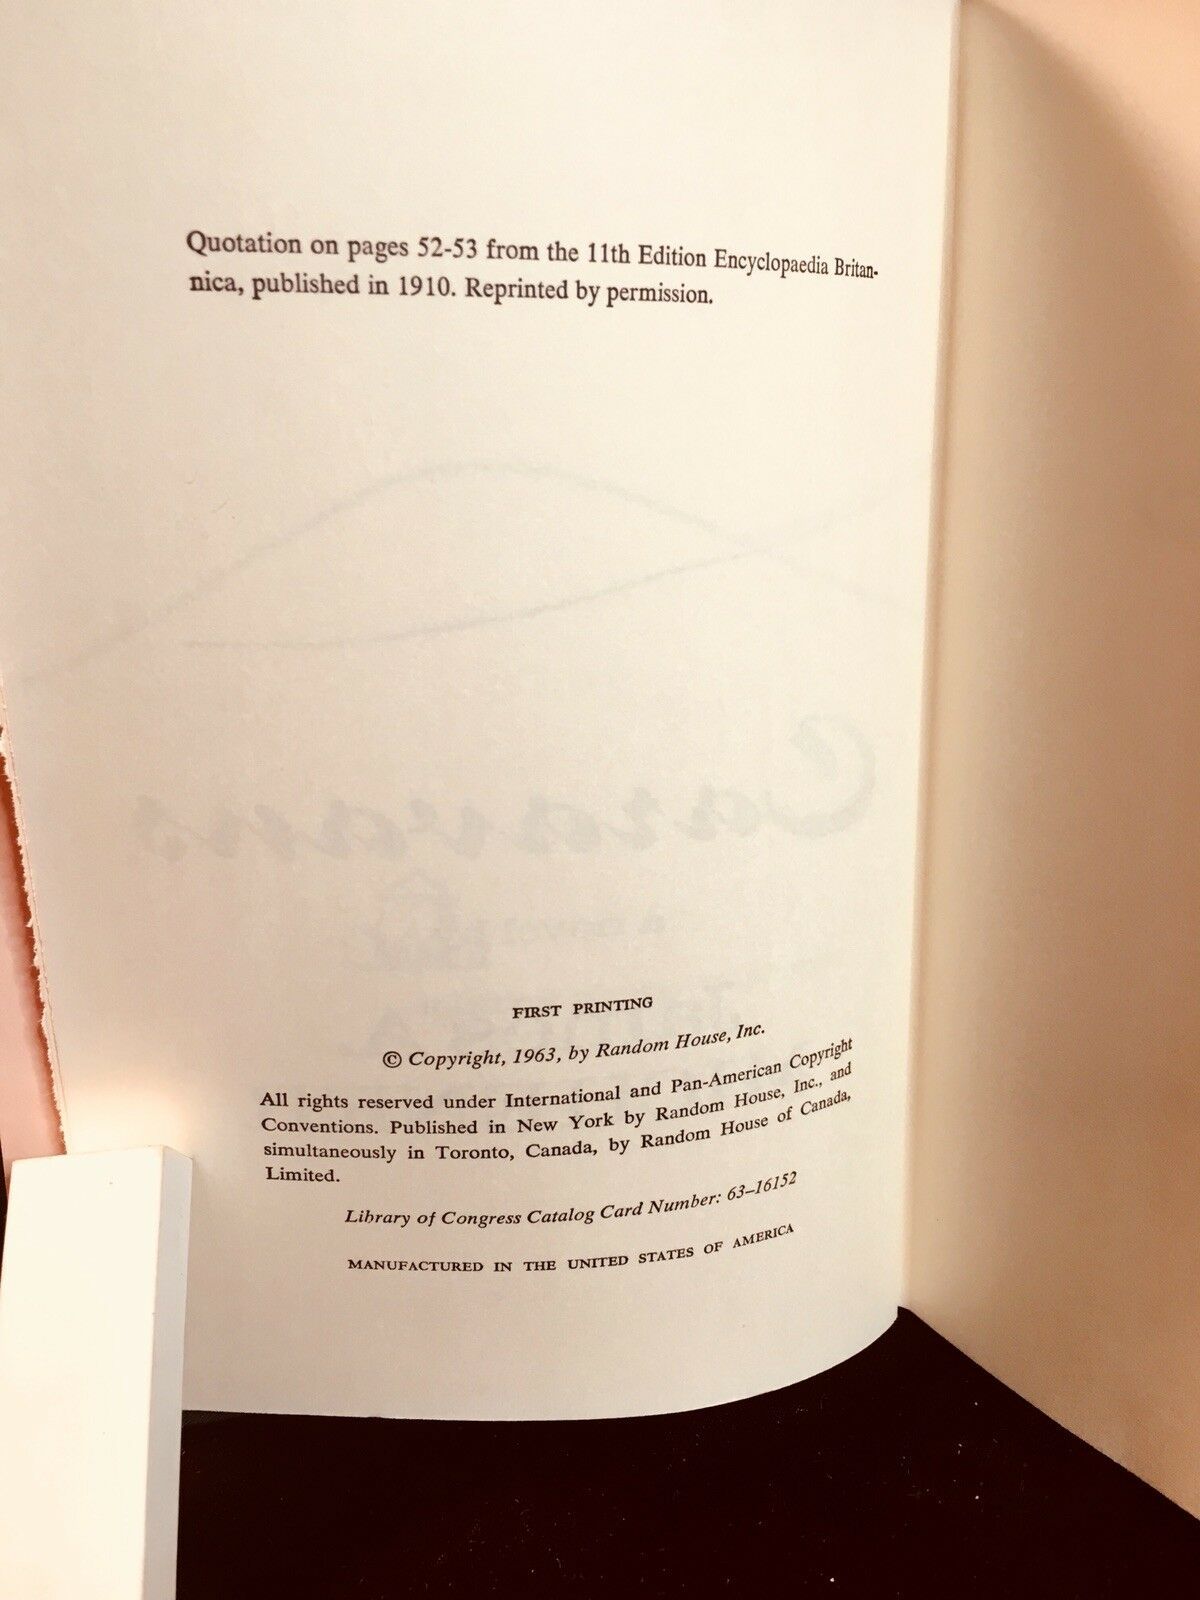 Quotation on pages 52-53 from the 11th Edition Encyclopaedia Britan-
nica, published in 1910. Reprinted by permission.
Caravans
a novel
FIRST PRINTING
© Copyright, 1963, by Random House, Inc.
All rights reserved under International and Pan-American Copyright
Conventions. Published in New York by Random House, Inc., and
simultaneously in Toronto, Canada, by Random House of Canada,
Limited.
Library of Congress Catalog Card Number: 63–16152
MANUFACTURED IN THE UNITED STATES OF AMERICA